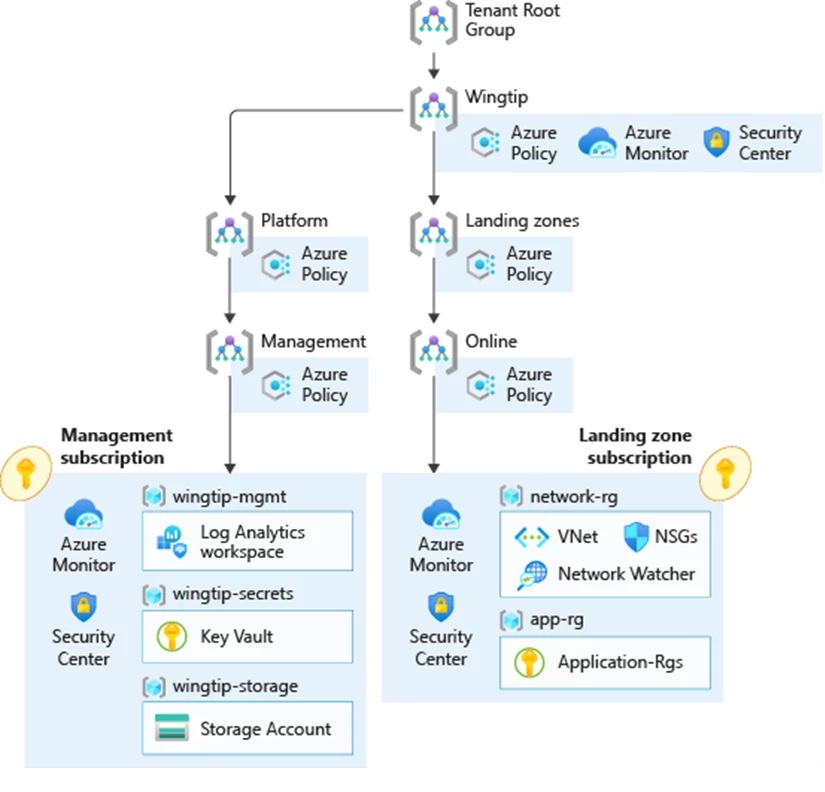 Tenant Root
Group
Wingtip
Azure
Policy
Azure
Monitor
Security
Center
Platform
Azure
Policy
Landing zones
Azure
Policy
Management
Azure
Policy
Online
Azure
Policy
Management
subscription
wingtip-mgmt
Log Analytics
workspace
Azure
Monitor
wingtip-secrets
Key Vault
Security
Center
wingtip-storage
Storage Account
Landing zone
subscription
network-rg
VNet
NSGs
Network Watcher
Azure
Monitor
app-rg
Application-Rgs
Security
Center